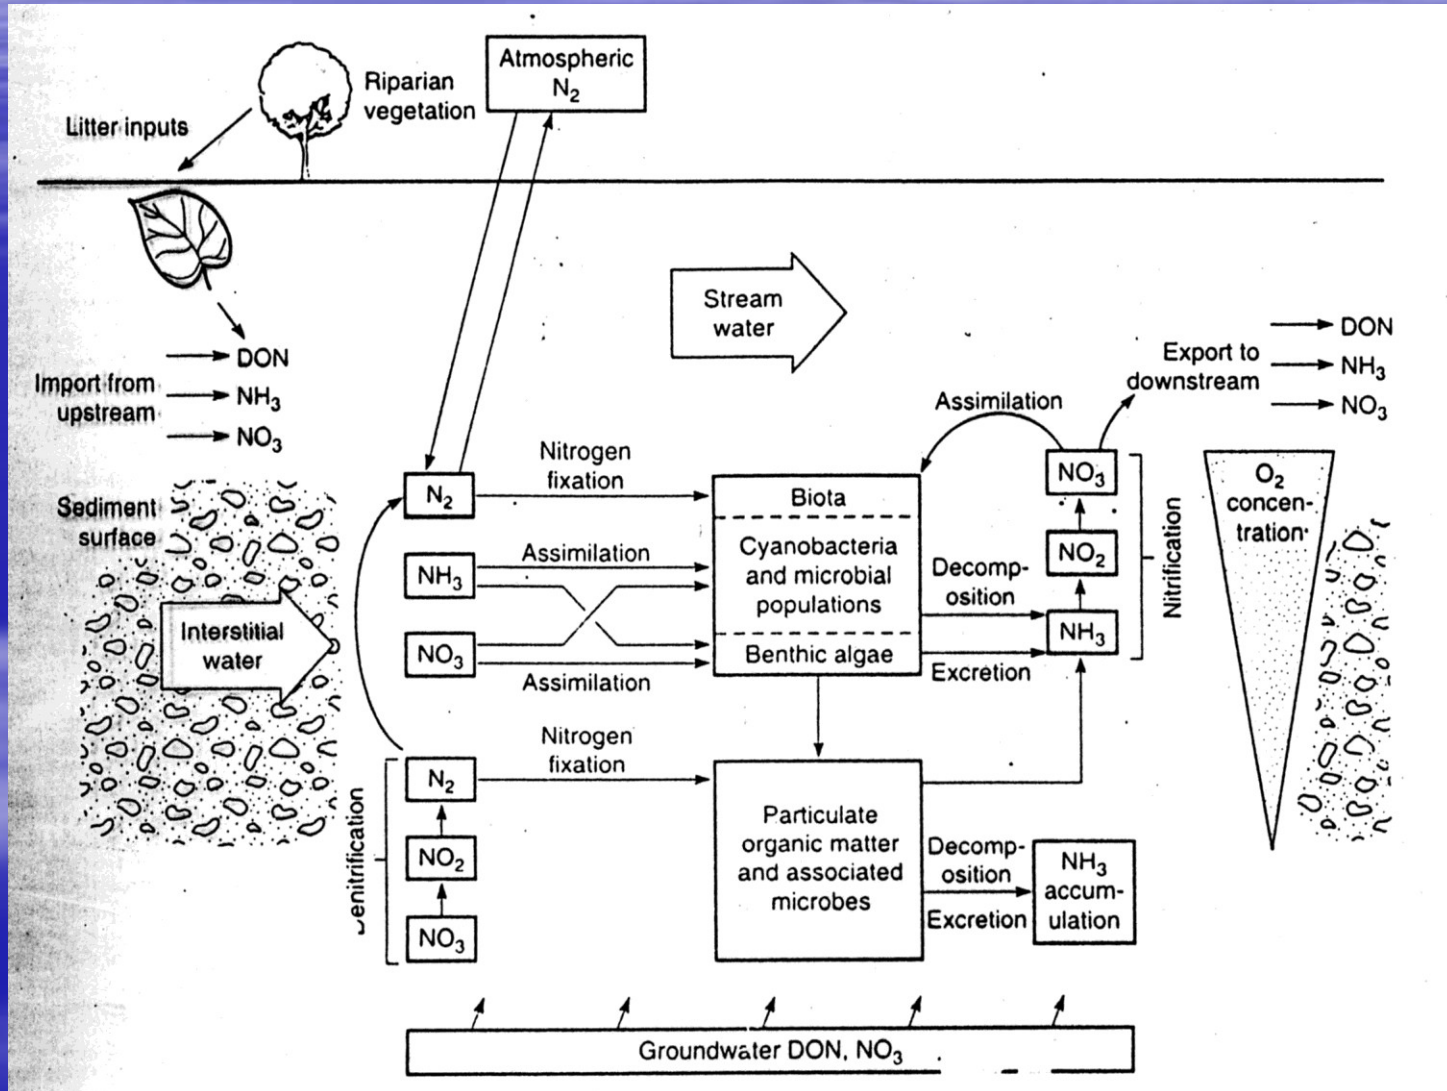 Atmospheric
N₂
Riparian
vegetation
Litter inputs
Stream
water
DON
NH₃
NO₃
Import from
upstream
Export to
downstream
DON
NH₃
NO₃
Assimilation
Sediment
surface
Interstitial
water
N₂
NH₃
NO₃
Nitrogen
fixation
Assimilation
Assimilation
Biota
Cyanobacteria
and microbial
populations
Benthic algae
Decomp-
osition
Excretion
NO₃
NO₂
NH₃
Nitrification
O₂
concen-
tration
N₂
NO₂
NO₃
enitrification
Nitrogen
fixation
Particulate
organic matter
and associated
microbes
Decomp-
osition
Excretion
NH₃
accum-
ulation
Groundwater DON, NO₃